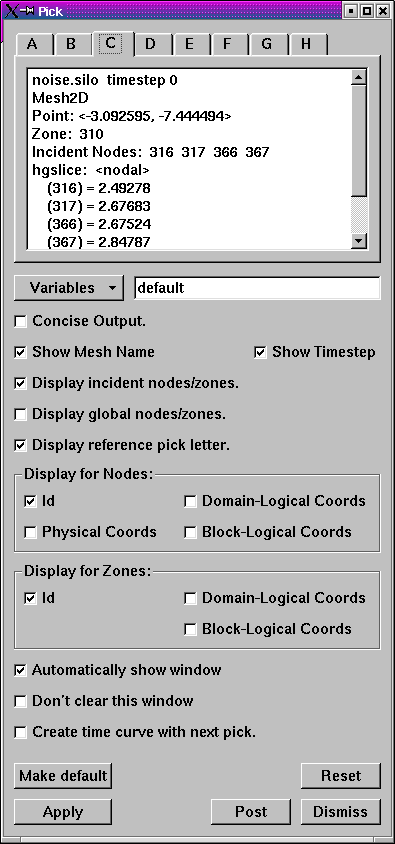 Pick
A B C D E F G H
noise.silo timestep 0
Mesh2D
Point: <-3.092595, -7.444494>
Zone: 310
Incident Nodes: 316 317 366 367
hgslice: <nodal>
(316) = 2.49278
(317) = 2.67683
(366) = 2.67524
(367) = 2.84787
Variables default
Concise Output.
Show Mesh Name Show Timestep
Display incident nodes/zones.
Display global nodes/zones.
Display reference pick letter.
Display for Nodes:
Id Domain-Logical Coords
Physical Coords Block-Logical Coords
Display for Zones:
Id Domain-Logical Coords
Block-Logical Coords
Automatically show window
Don't clear this window
Create time curve with next pick.
Make default Reset
Apply Post Dismiss